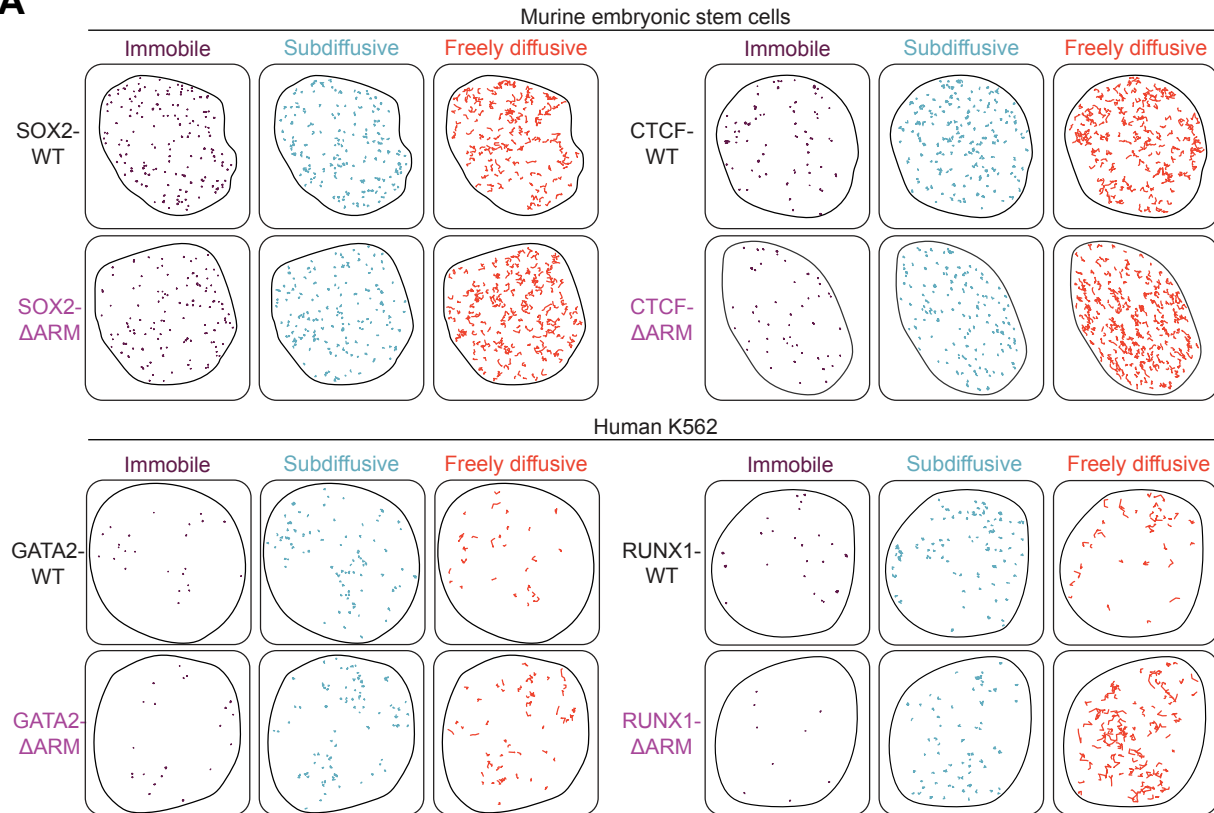 A
Murine embryonic stem cells
Immobile Subdiffusive Freely diffusive Immobile Subdiffusive Freely diffusive
SOX2-
WT
CTCF-
WT
SOX2-
ΔARM
CTCF-
ΔARM
Human K562
Immobile Subdiffusive Freely diffusive Immobile Subdiffusive Freely diffusive
GATA2-
WT
RUNX1-
WT
GATA2-
ΔARM
RUNX1-
ΔARM